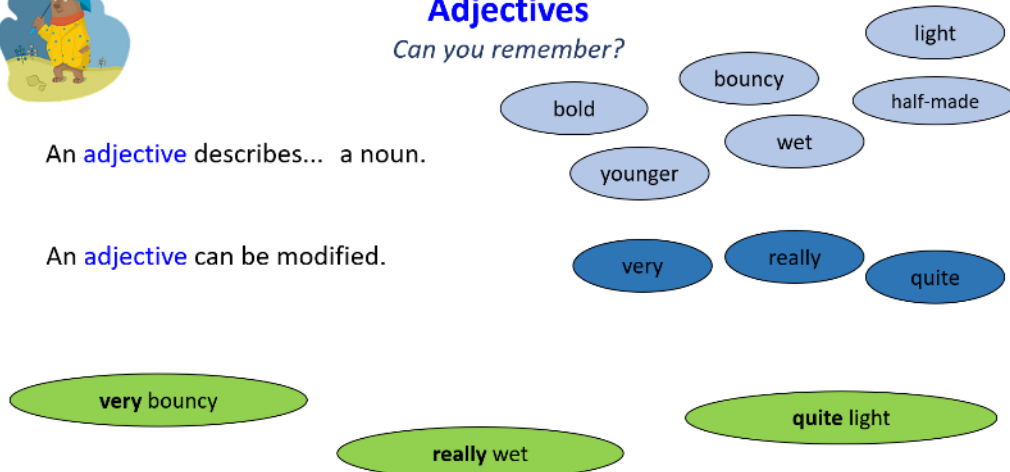 Adjectives
Can you remember?
light
bouncy
half-made
bold
wet
An adjective describes... a noun.
younger
An adjective can be modified.
very
really
quite
very bouncy
quite light
really wet